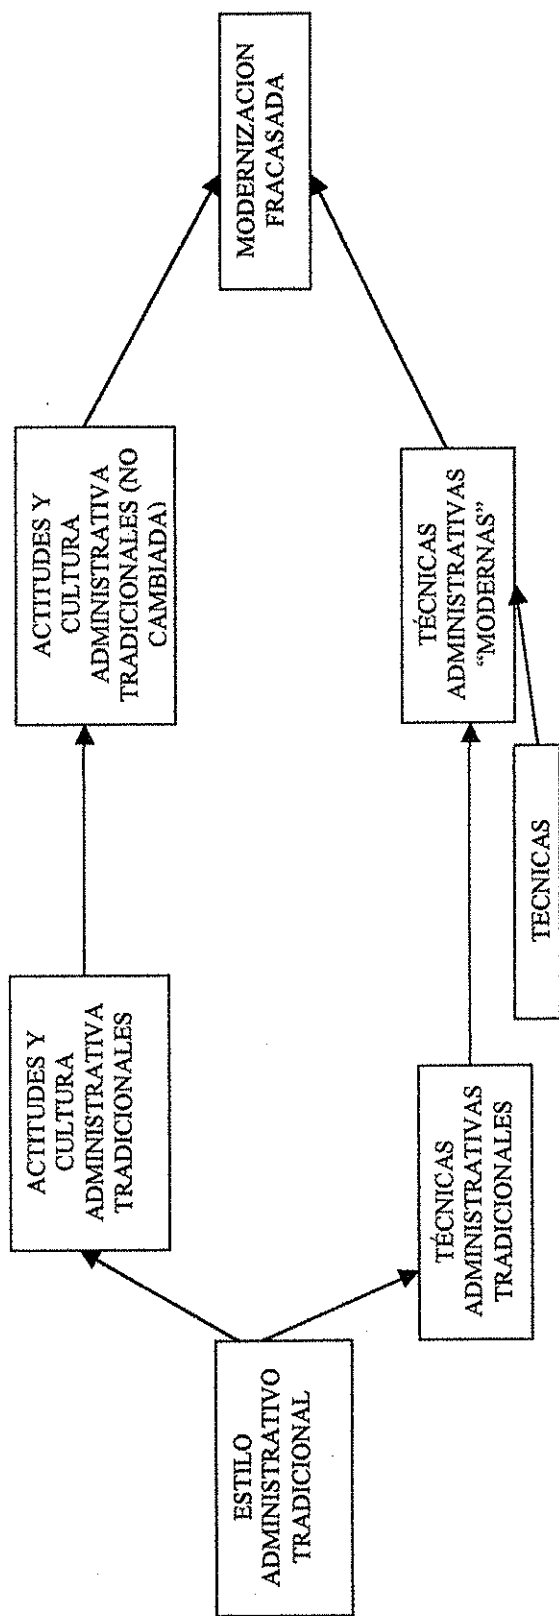 ESTILO
ADMINISTRATIVO
TRADICIONAL
ACTITUDES Y
CULTURA
ADMINISTRATIVA
TRADICIONALES
TÉCNICAS
ADMINISTRATIVAS
TRADICIONALES
ACTITUDES Y
CULTURA
ADMINISTRATIVA
TRADICIONALES (NO
CAMBIADA)
TÉCNICAS
ADMINISTRATIVAS
“MODERNAS”
TECNICAS
MODERNIZACION
FRACASADA